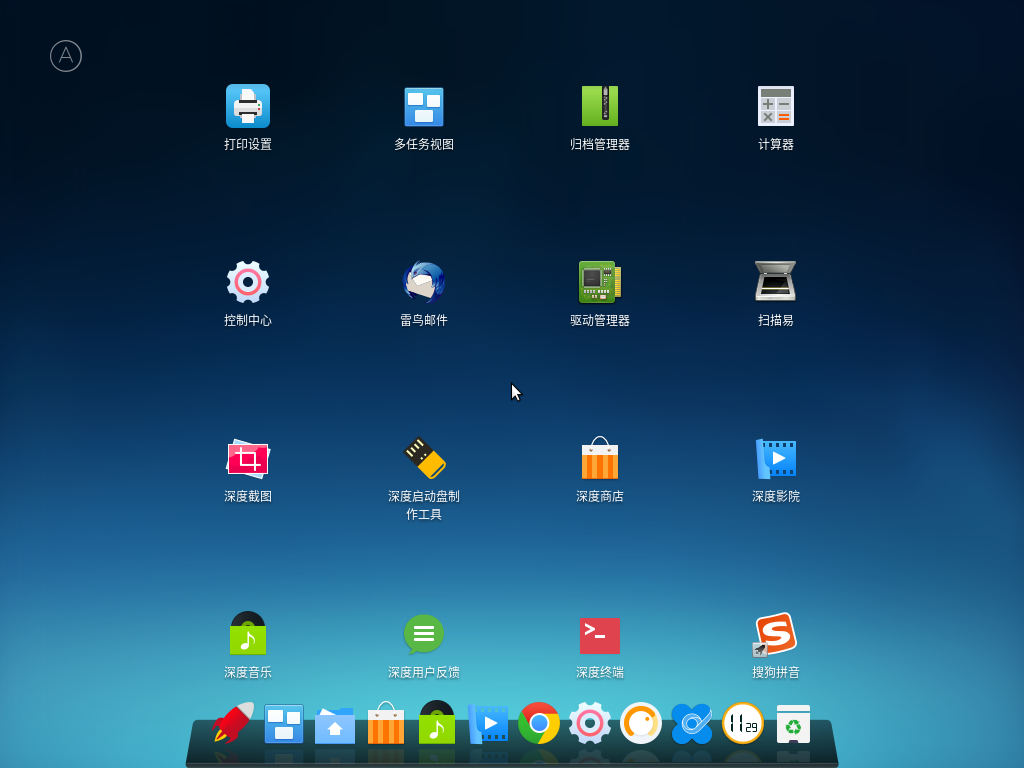 A
打印设置
多任务视图
归档管理器
计算器
控制中心
雷鸟邮件
驱动管理器
扫描易
深度截图
深度启动盘制
作工具
深度商店
深度影院
深度音乐
深度用户反馈
深度终端
搜狗拼音
11 29